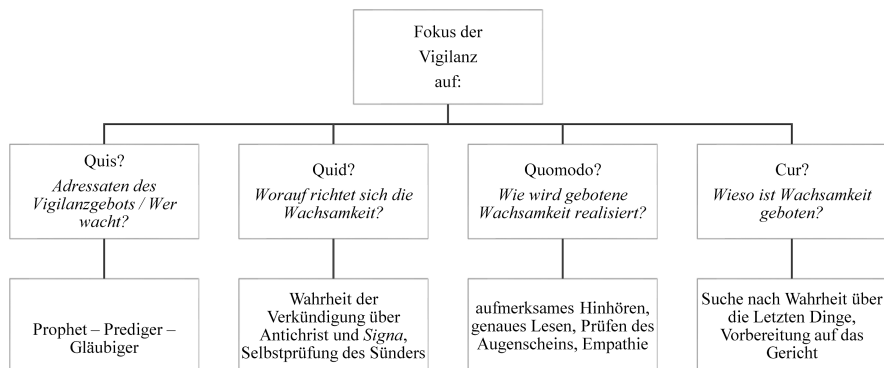 Fokus der
Vigilanz
auf:
Quis?
Adressaten des
Vigilanzgebots / Wer
wacht?
Quid?
Worauf richtet sich die
Wachsamkeit?
Quomodo?
Wie wird gebotene
Wachsamkeit realisiert?
Cur?
Wieso ist Wachsamkeit
geboten?
Prophet – Prediger –
Gläubiger
Wahrheit der
Verkündigung über
Antichrist und Signa,
Selbstprüfung des Sünders
aufmerksames Hinhören,
genaues Lesen, Prüfen des
Augenscheins, Empathie
Suche nach Wahrheit über
die Letzten Dinge,
Vorbereitung auf das
Gericht